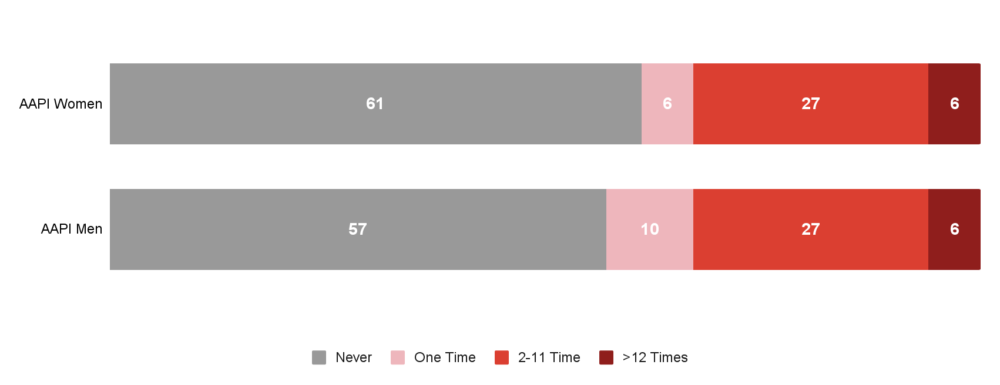 AAPI Women 61 6 27 6
AAPI Men 57 10 27 6
Never One Time 2-11 Time >12 Times